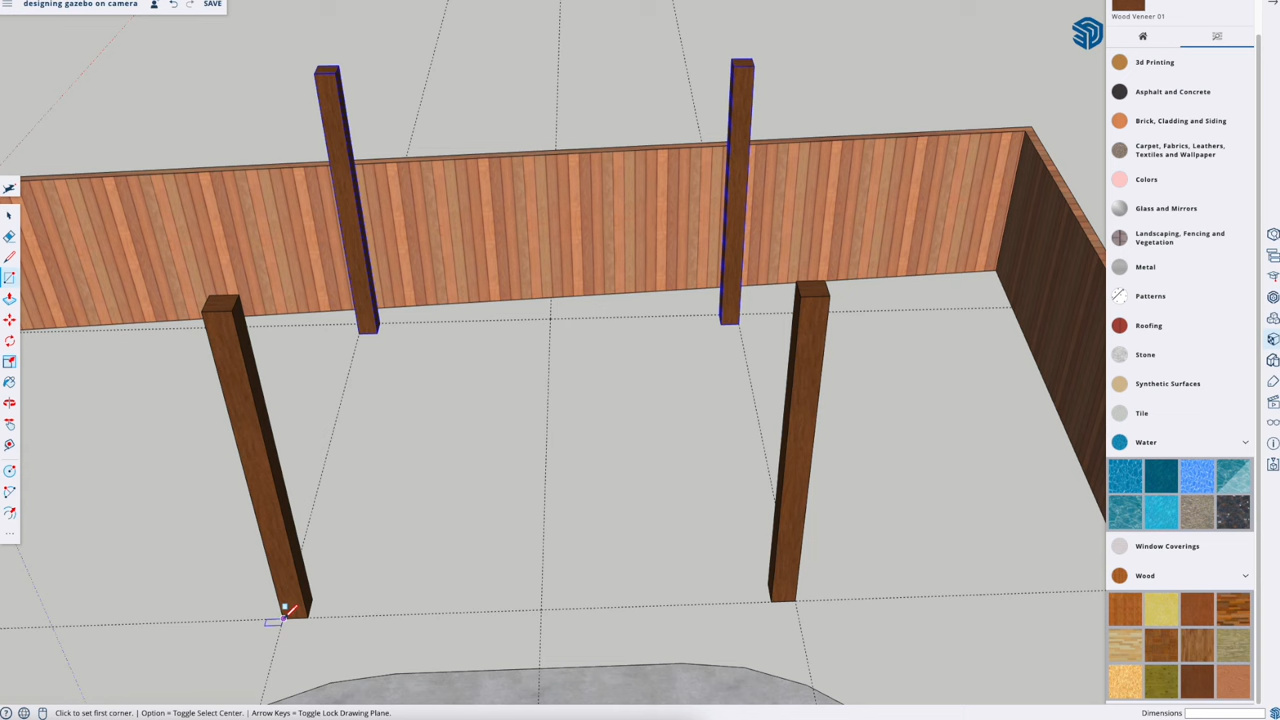 designing gazebo on camera
SAVE
Wood Veneer 01
3d Printing
Asphalt and Concrete
Brick, Cladding and Siding
Carpet, Fabrics, Leathers,
Textiles and Wallpaper
Colors
Glass and Mirrors
Landscaping, Fencing and
Vegetation
Metal
Patterns
Roofing
Stone
Synthetic Surfaces
Tile
Water
Window Coverings
Wood
Click to set first corner. | Option = Toggle Select Center. | Arrow Keys = Toggle Lock Drawing Plane.
Dimensions